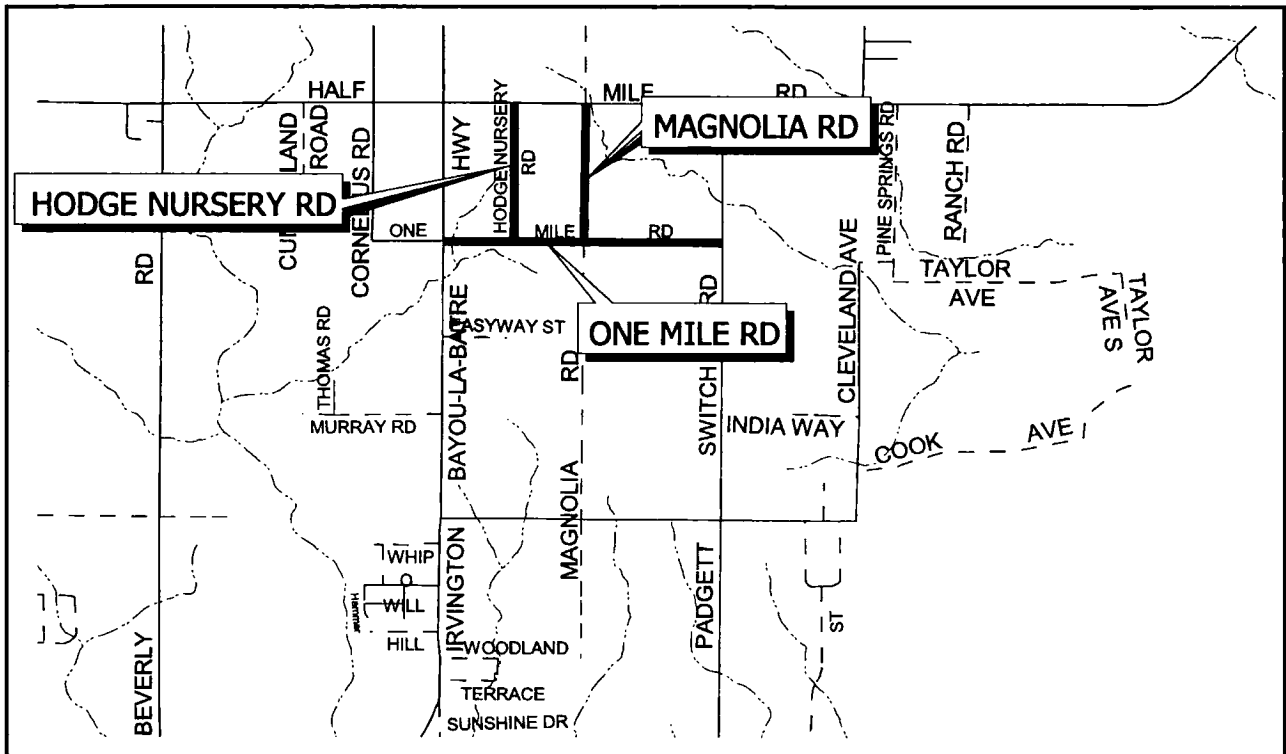 HALF MILE RD
CUMBERLAND ROAD
CORNELIUS RD
HWY
HODGE NURSERY RD
MAGNOLIA RD
HODGE NURSERY RD
PINE SPRINGS RD
RANCH RD
ONE MILE RD
RD
TAYLOR AVE
TAYLOR AVE S
CLEVELAND AVE
ONE MILE RD
EASYWAY ST
THOMAS RD
MURRAY RD
BAYOU-LA-BATRE
RD
SWITCH RD
INDIA WAY
COOK AVE
MAGNOLIA
IRVINGTON
PADGETT
WHIP
O
WILL
HILL
Hammer
WOODLAND
TERRACE
SUNSHINE DR
BEVERLY
ST